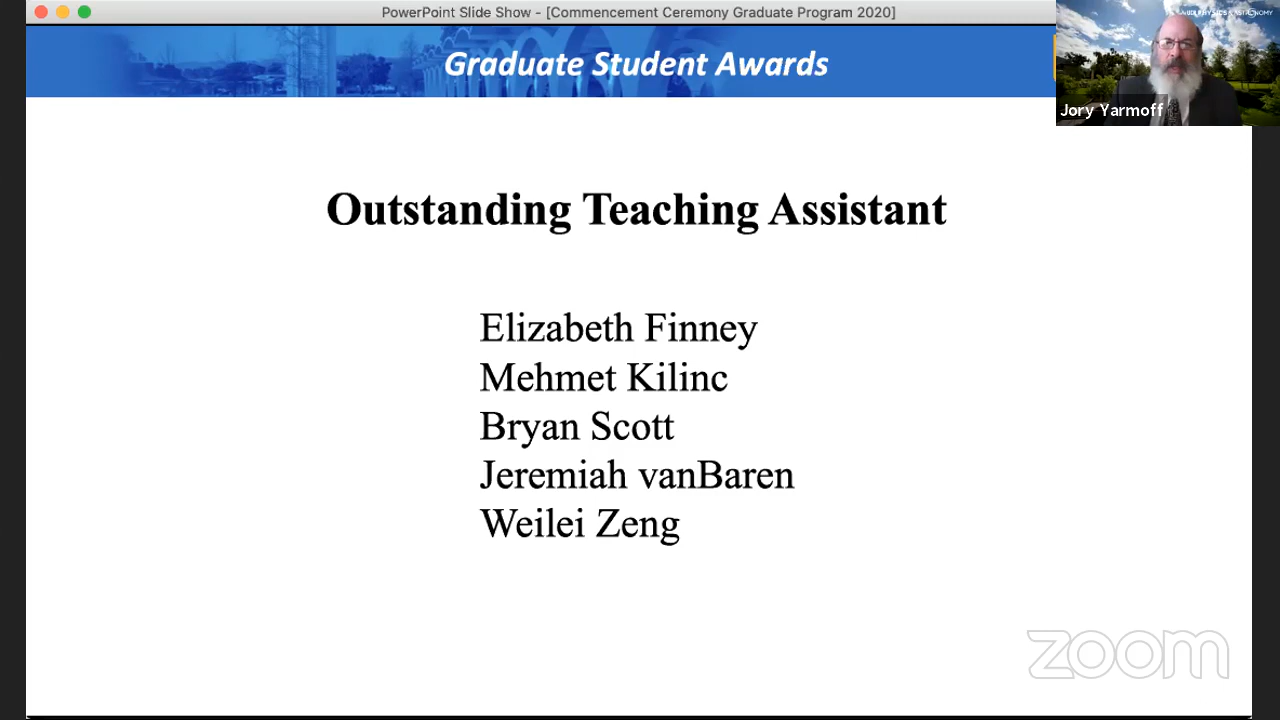 PowerPoint Slide Show - [Commencement Ceremony Graduate Program 2020]
Graduate Student Awards
Jory Yarmoff
Outstanding Teaching Assistant
Elizabeth Finney
Mehmet Kilinc
Bryan Scott
Jeremiah vanBaren
Weilei Zeng
zoom